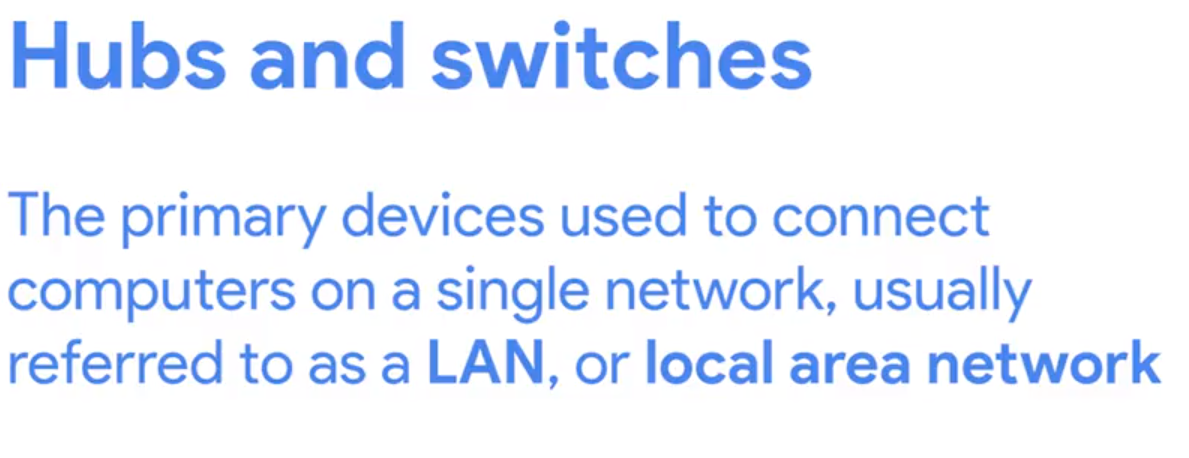 Hubs and switches
The primary devices used to connect
computers on a single network, usually
referred to as a LAN, or local area network